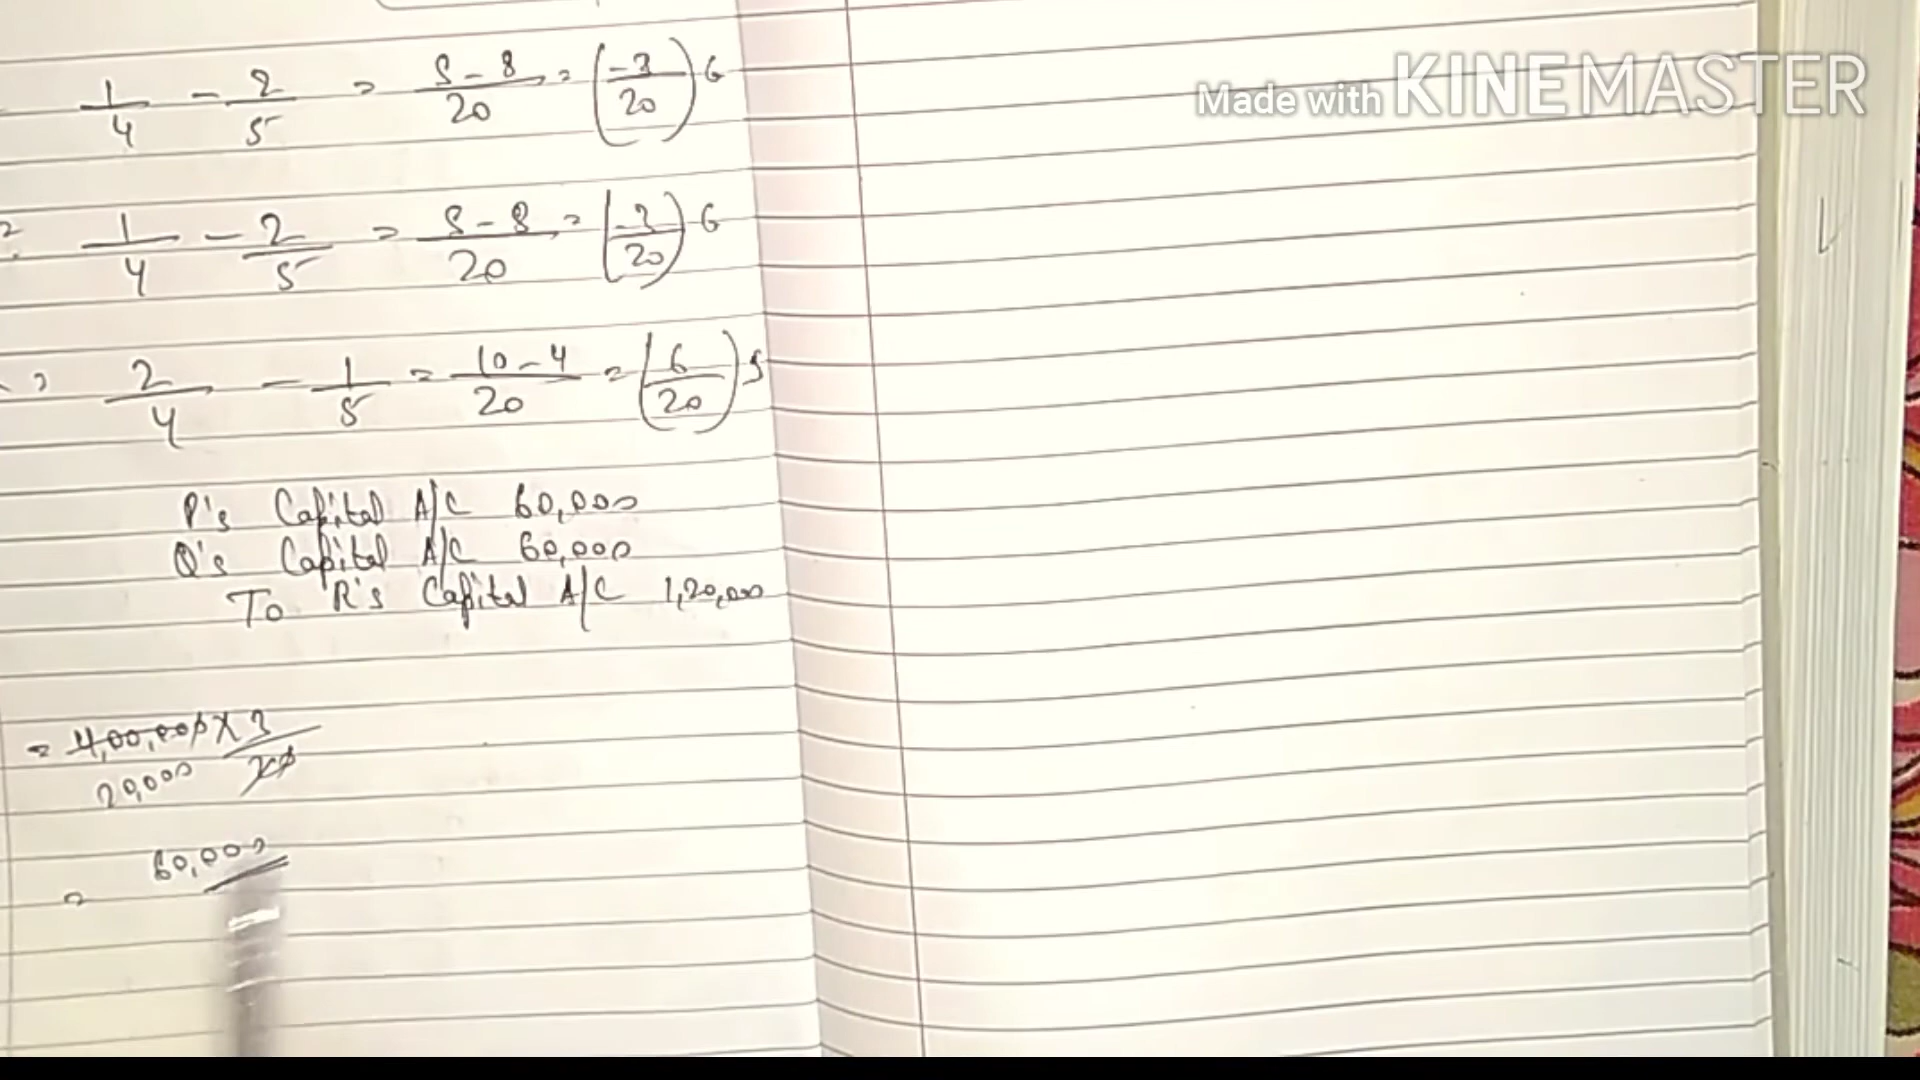 1/4 - 2/5 = 5-8/20 = (-3/20) G
1/4 - 2/5 = 5-8/20 = (-3/20) G
2/4 - 1/5 = 10-4/20 = (6/20) S
P's Capital A/C 60,000
Q's Capital A/C 60,000
To R's Capital A/C 1,20,000
= 4,00,000 X 3/20
20,000
= 60,000
Made with KINEMASTER